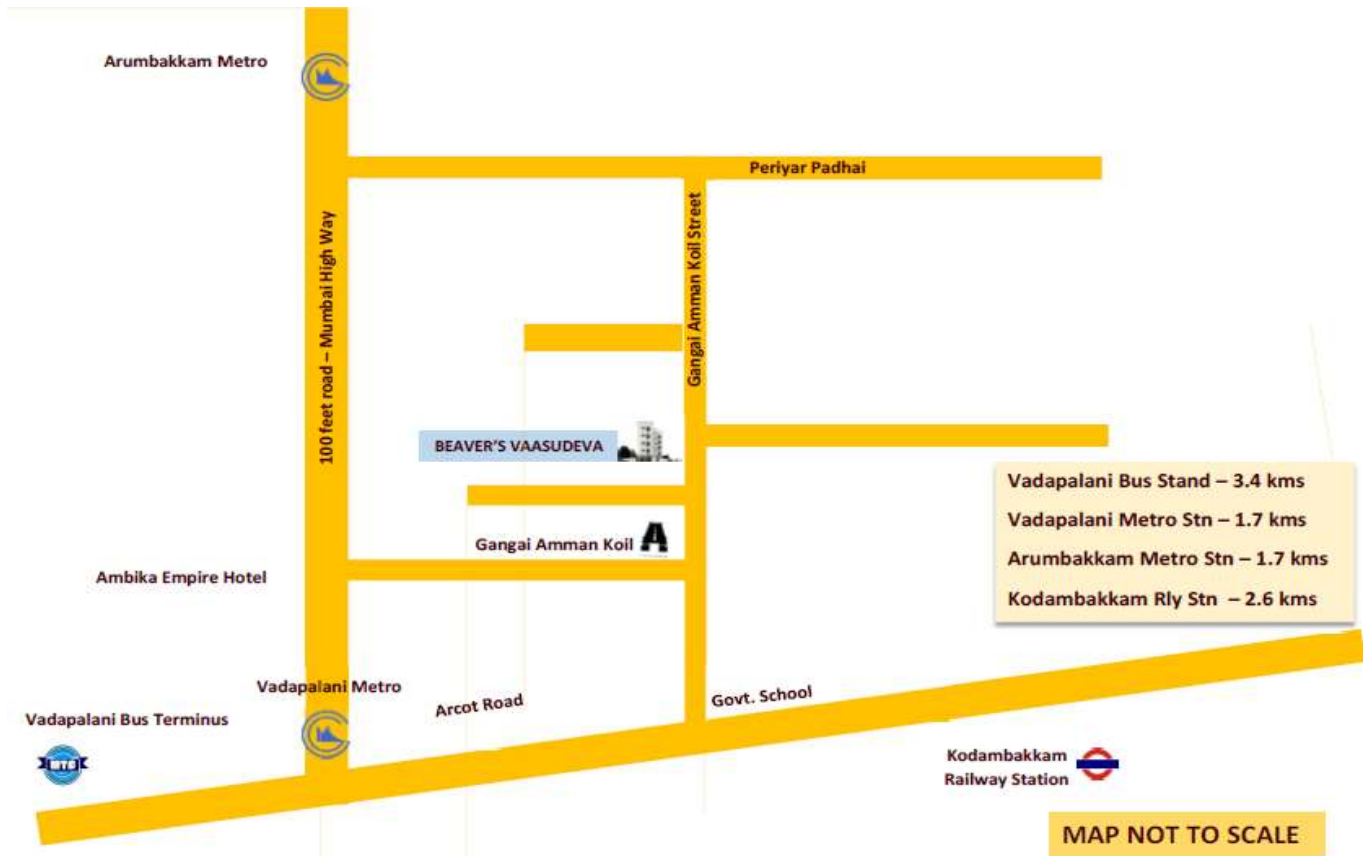 Arumbakkam Metro
Periyar Padhai
100 feet road – Mumbai High Way
Gangai Amman Koil Street
BEAVER'S VAASUDEVA
Vadapalani Bus Stand – 3.4 kms
Vadapalani Metro Stn – 1.7 kms
Arumbakkam Metro Stn – 1.7 kms
Kodambakkam Rly Stn – 2.6 kms
Gangai Amman Koil
Ambika Empire Hotel
Vadapalani Metro
Arcot Road
Govt. School
Vadapalani Bus Terminus
MTC
Kodambakkam
Railway Station
MAP NOT TO SCALE